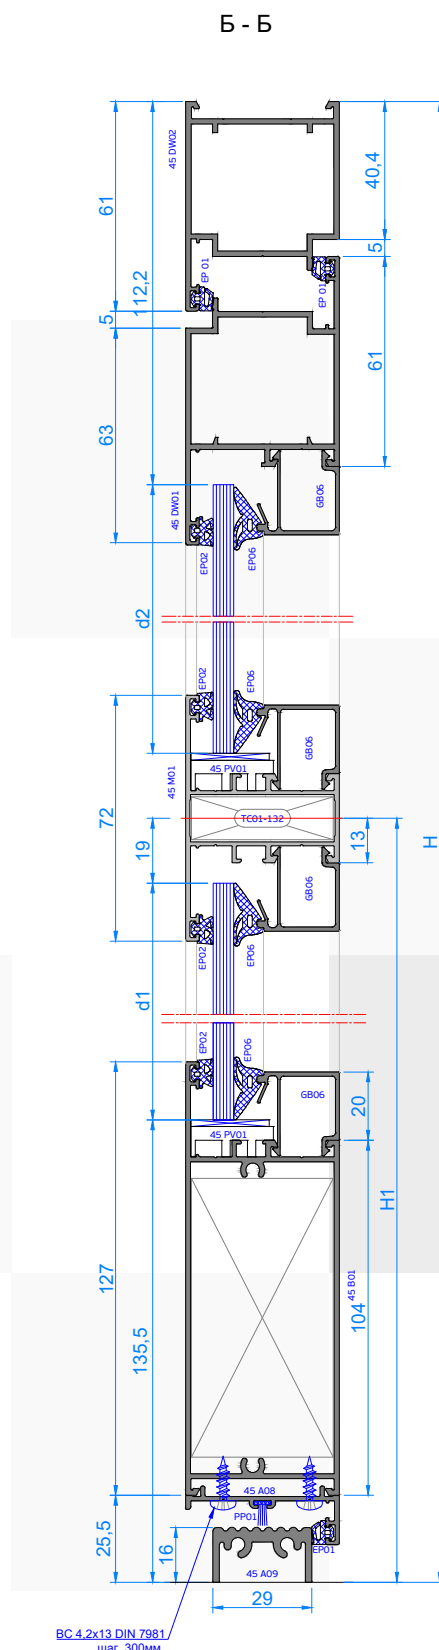 Б - Б
45 DW02
61
40,4
112,2
5
EP 01
EP 01
5
61
63
45 DW01
GB06
EP02
EP06
d2
EP02
EP06
GB06
45 PV01
45 M01
72
TC01-132
H
19
13
GB06
EP02
EP06
d1
EP02
EP06
GB06
20
45 PV01
H1
127
135,5
104
45 B01
45 A08
PP01
25,5
16
EP01
45 A09
29
ВС 4,2х13 DIN 7981
шаг 300мм